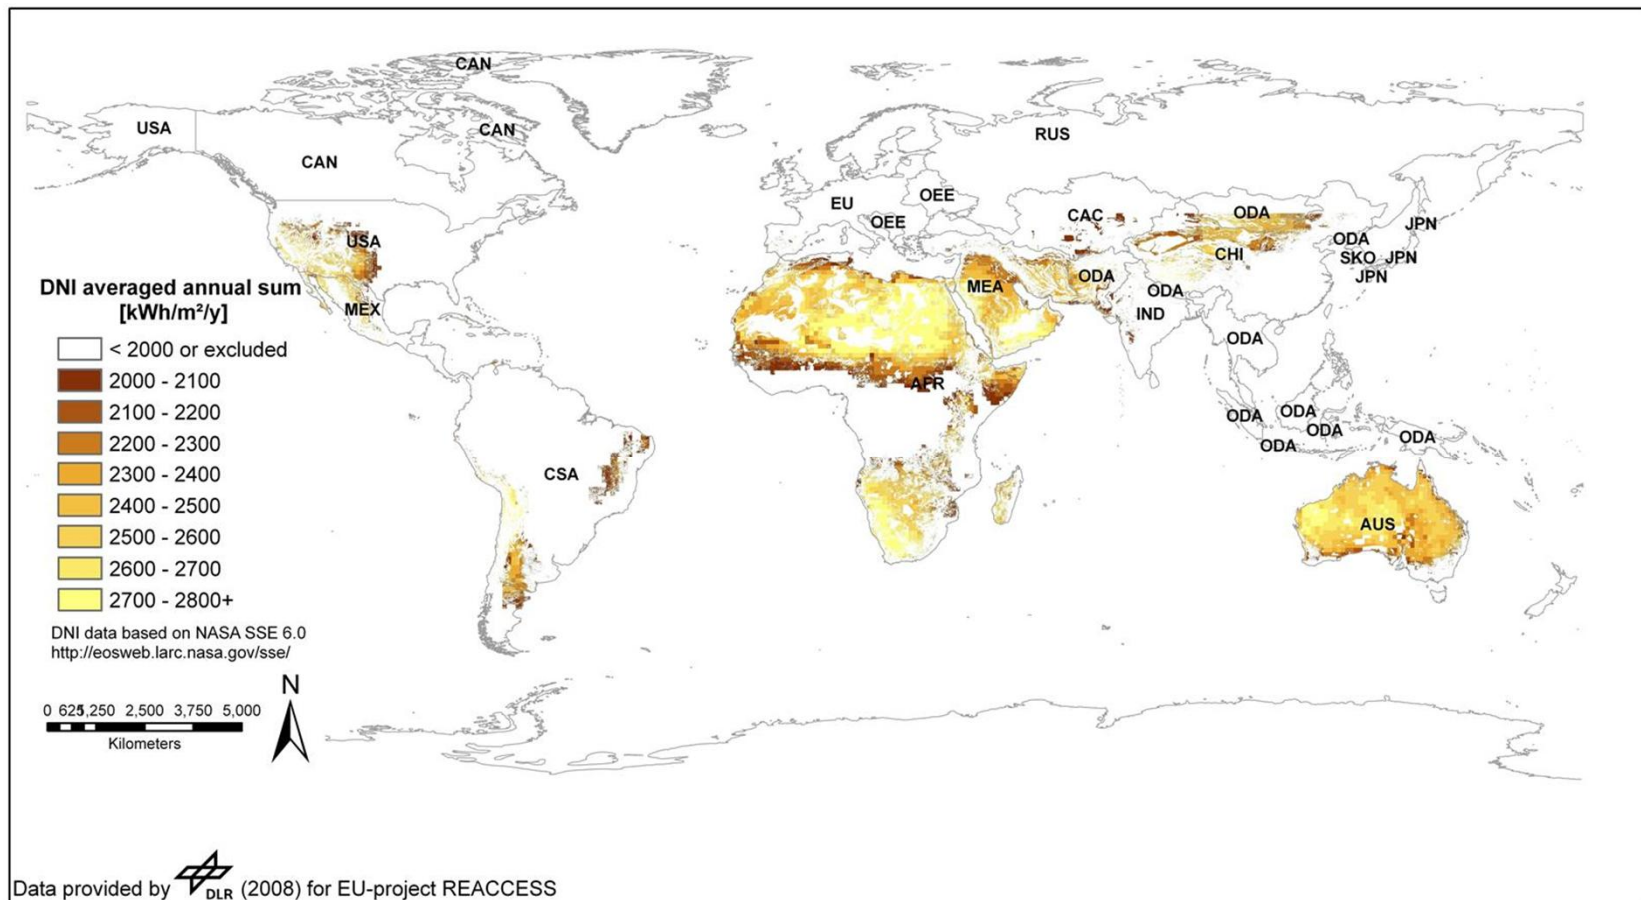 CAN
USA
CAN
CAN
RUS
EU
OEE
OEE
CAC
ODA
JPN
USA
ODA
CHI
SKO
JPN
JPN
MEA
ODA
ODA
MEX
IND
ODA
AFR
ODA
ODA
ODA
ODA
ODA
CSA
AUS
DNI averaged annual sum
[kWh/m²/y]
< 2000 or excluded
2000 - 2100
2100 - 2200
2200 - 2300
2300 - 2400
2400 - 2500
2500 - 2600
2600 - 2700
2700 - 2800+
DNI data based on NASA SSE 6.0
http://eosweb.larc.nasa.gov/sse/
N
0 625 1,250 2,500 3,750 5,000
Kilometers
Data provided by DLR (2008) for EU-project REACCESS